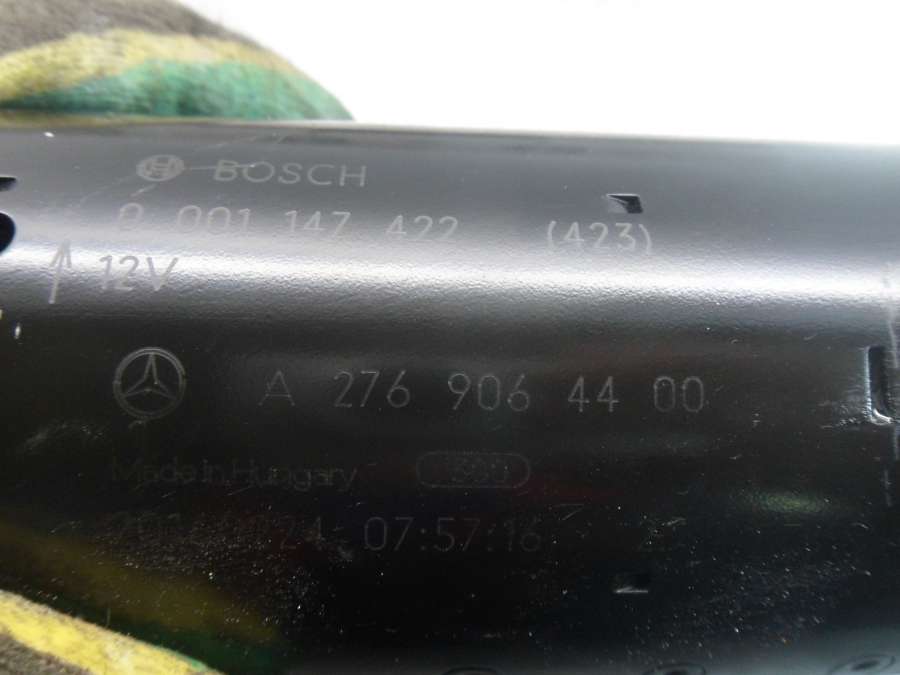 BOSCH
0 001 147 422 (423)
12V
A 276 906 44 00
Made in Hungary
07:57:16